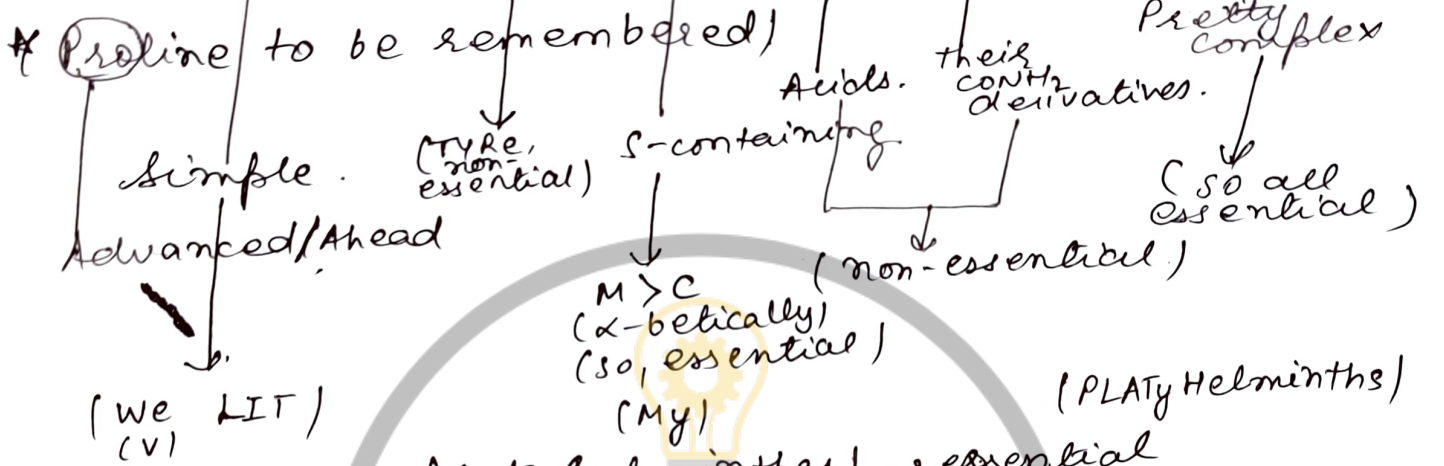 * Proline to be remembered)
Pretty
complex
Acids.
their
CONH2
derivatives.
simple.
(TYRe,
non-
essential)
S-containing
(so all
essential)
Advanced/Ahead
(non-essential)
M > C
(α-betically)
(so, essential)
(We LIT)
(V)
(My)
(PLATy Helminths)
essential